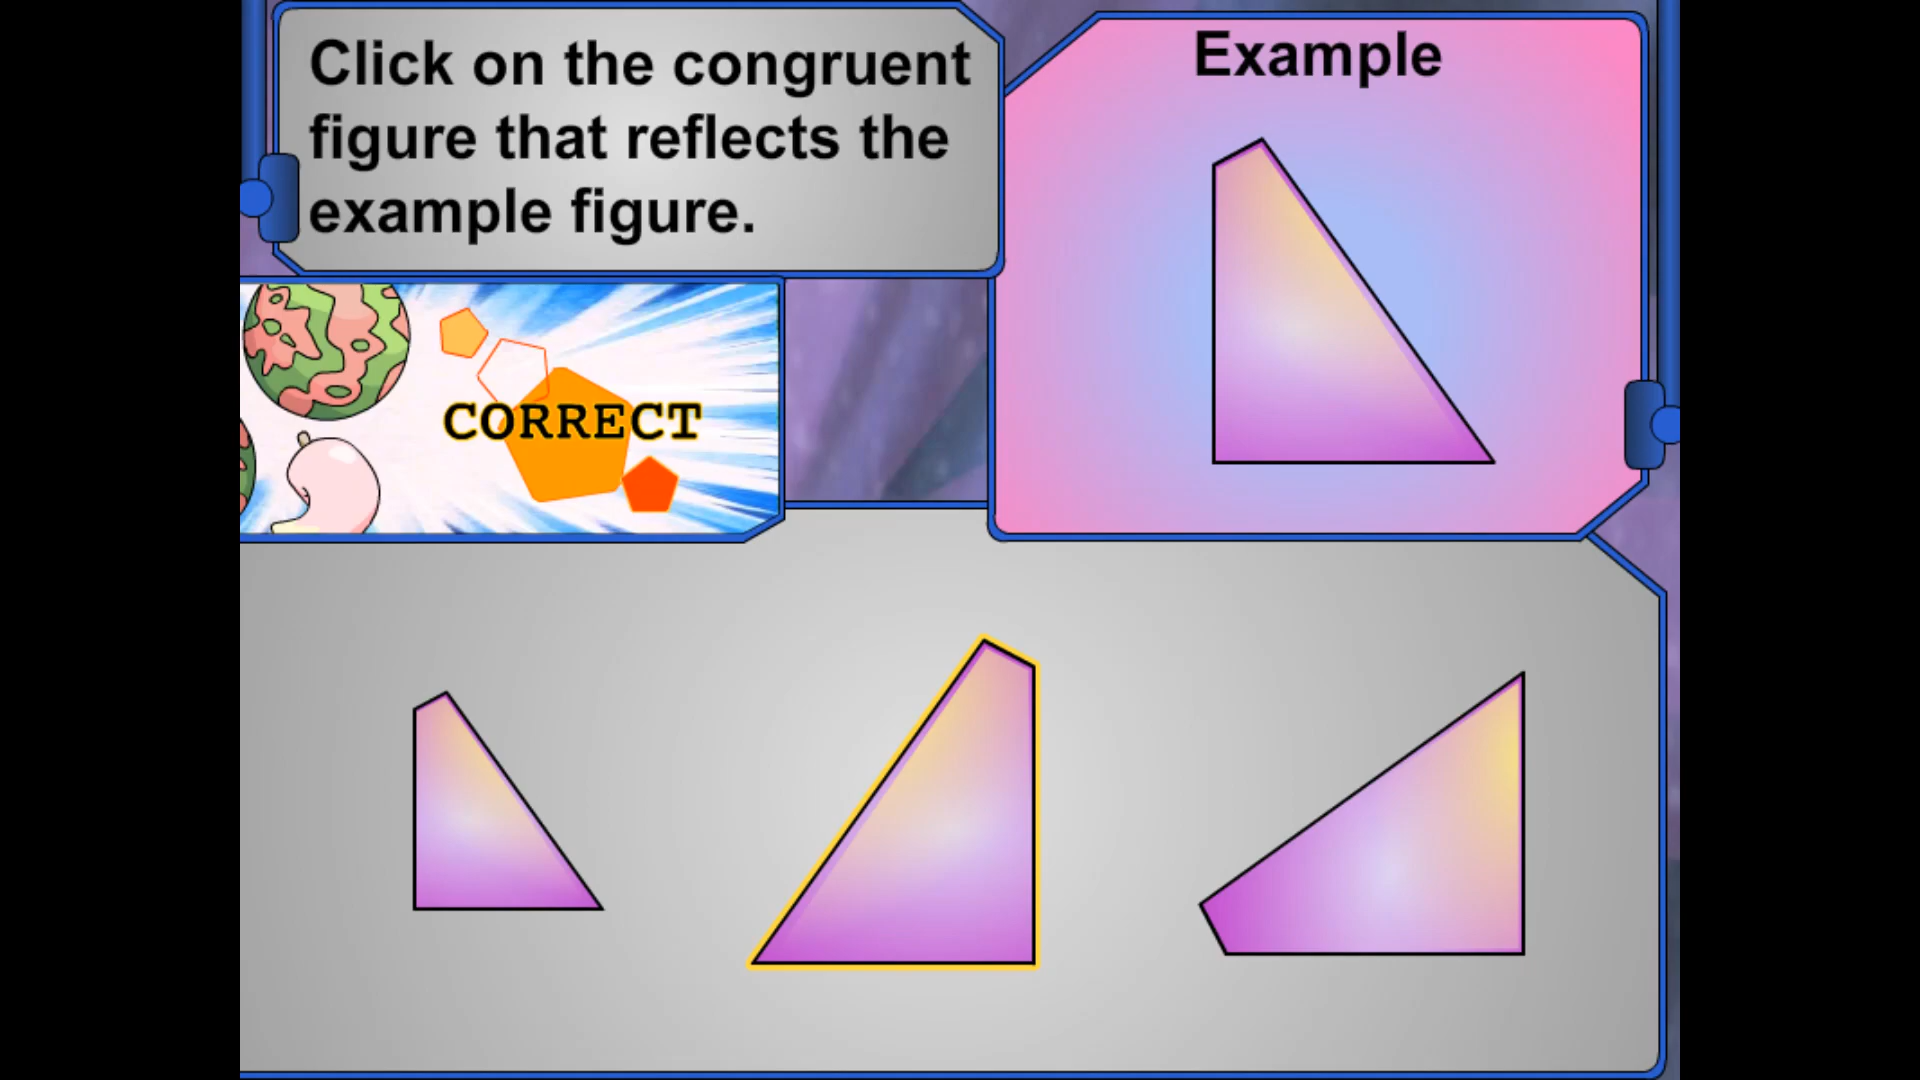 Click on the congruent
figure that reflects the
example figure.
Example
CORRECT